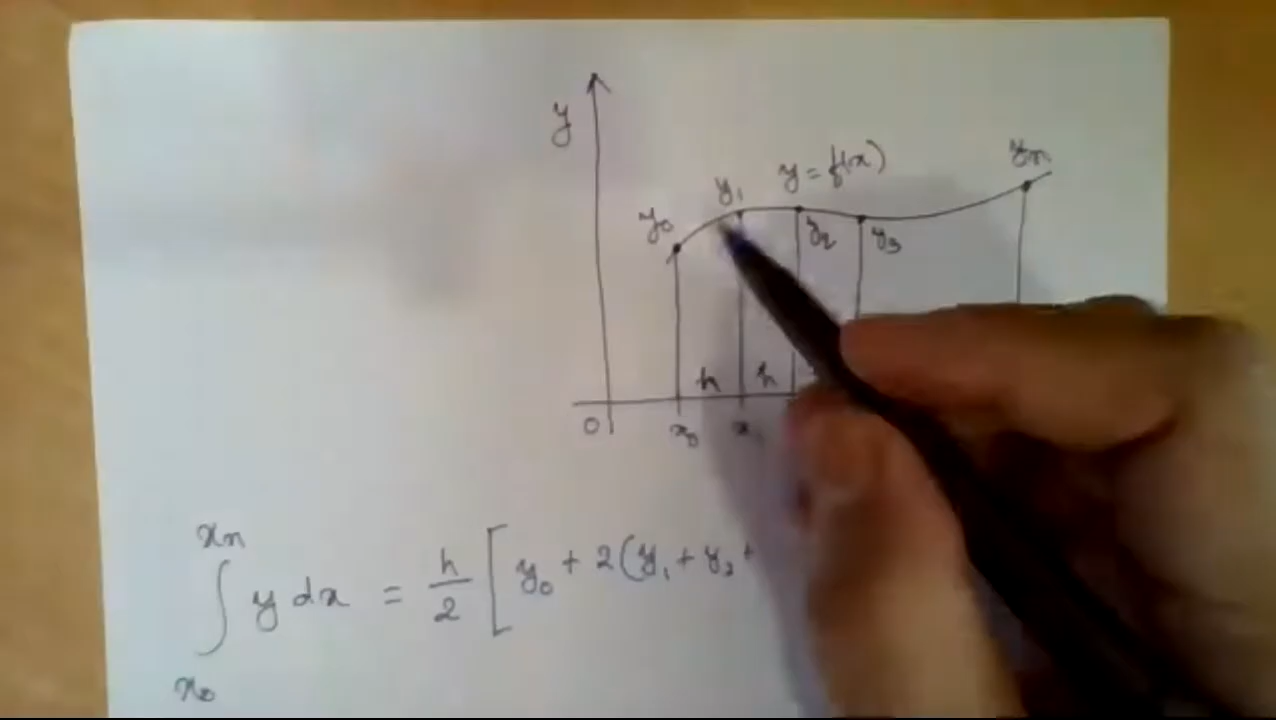 y
y = f(x)
yn
y0
y1
y2
y3
h
h
0
x0
x
xn
∫ y dx = h/2 [ y0 + 2(y1 + y2 +
x0